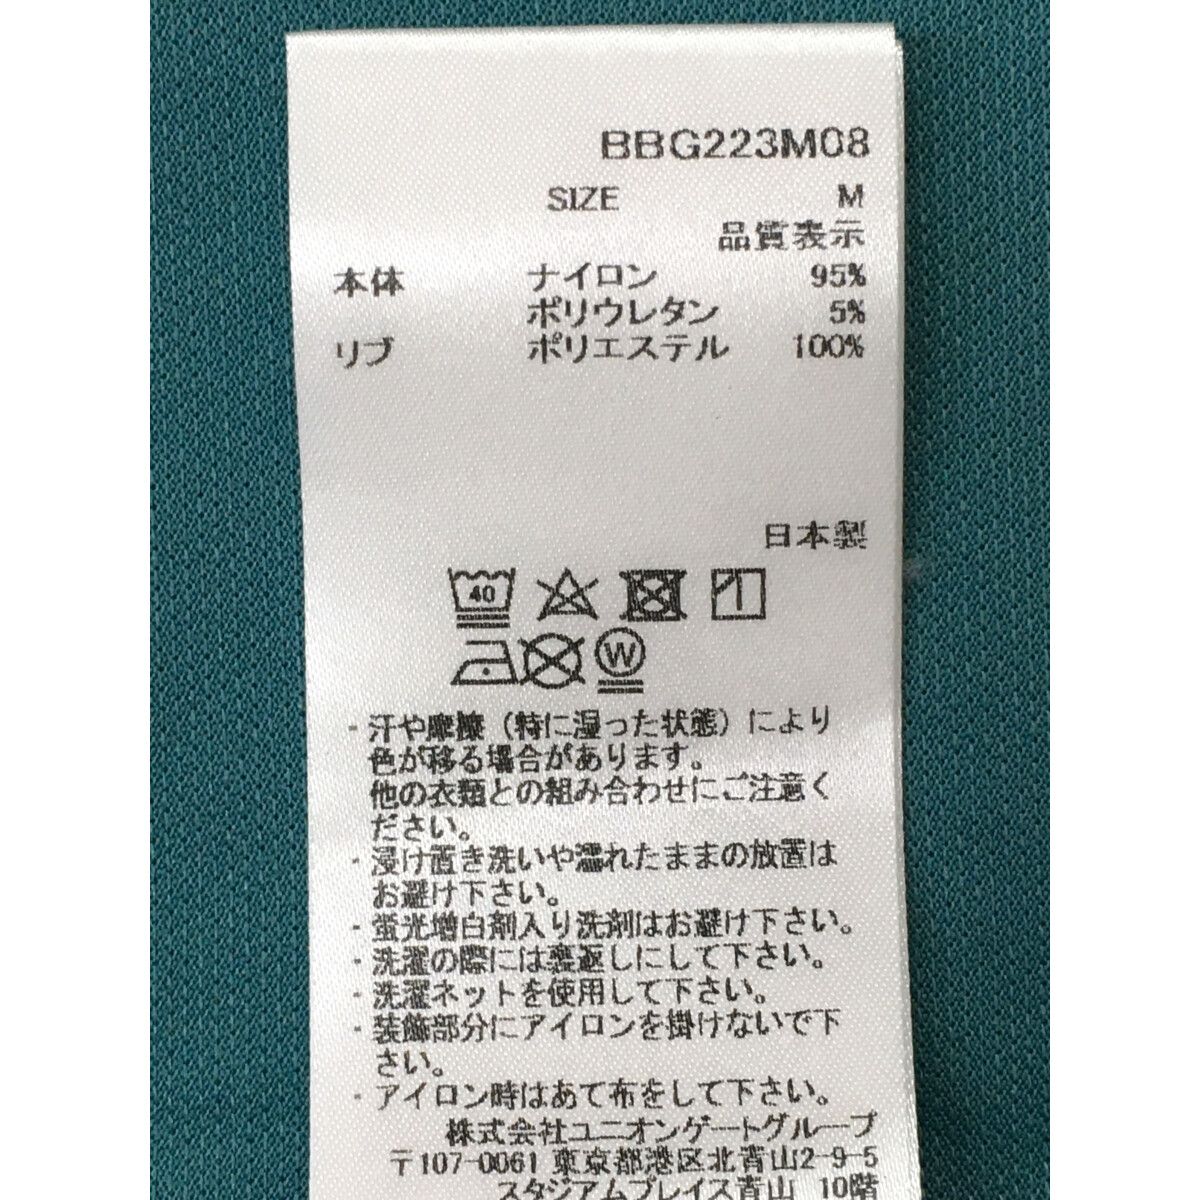 BBG223M08
SIZE M
品質表示
本体 ナイロン 95%
ポリウレタン 5%
リブ ポリエステル 100%
日本製
40
W
・汗や摩擦（特に湿った状態）により
色が移る場合があります。
他の衣類との組み合わせにご注意く
ださい。
・浸け置き洗いや濡れたままの放置は
お避け下さい。
・蛍光増白剤入り洗剤はお避け下さい。
・洗濯の際には裏返しにして下さい。
・洗濯ネットを使用して下さい。
・装飾部分にアイロンを掛けないで下
さい。
・アイロン時はあて布をして下さい。
株式会社ユニオンゲートグループ
〒107-0061 東京都港区北青山2-9-5
スタジアムプレイス青山 10階